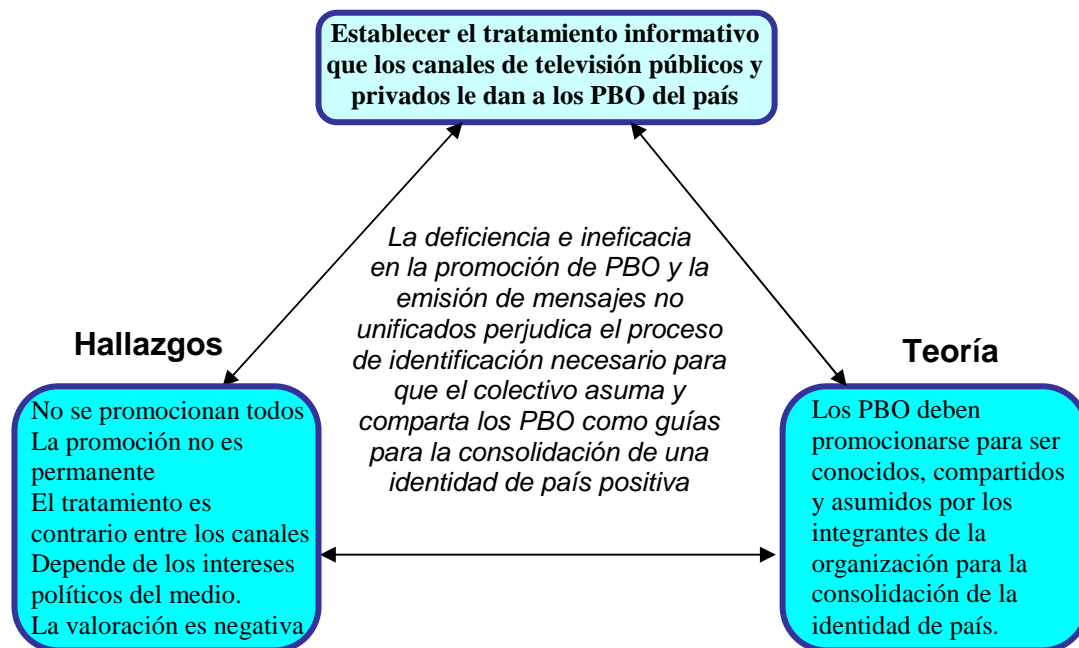 Establecer el tratamiento informativo
que los canales de televisión públicos y
privados le dan a los PBO del país
La deficiencia e ineficacia
en la promoción de PBO y la
emisión de mensajes no
unificados perjudica el proceso
de identificación necesario para
que el colectivo asuma y
comparta los PBO como guías
para la consolidación de una
identidad de país positiva
Hallazgos
No se promocionan todos
La promoción no es
permanente
El tratamiento es
contrario entre los canales
Depende de los intereses
políticos del medio.
La valoración es negativa
Teoría
Los PBO deben
promocionarse para ser
conocidos, compartidos
y asumidos por los
integrantes de la
organización para la
consolidación de la
identidad de país.